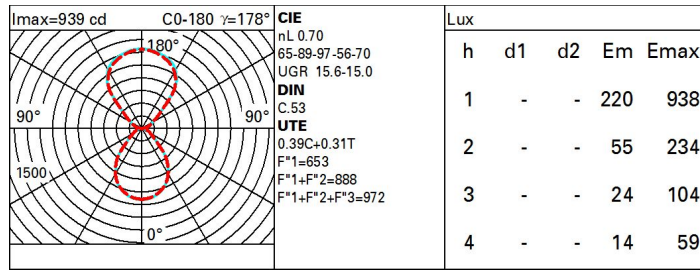 Imax=939 cd C0-180 γ=178°
180°
90° 90°
1500
0°
CIE
nL 0.70
65-89-97-56-70
UGR 15.6-15.0
DIN
C.53
UTE
0.39C+0.31T
F"1=653
F"1+F"2=888
F"1+F"2+F"3=972
Lux
h d1 d2 Em Emax
1 - - 220 938
2 - - 55 234
3 - - 24 104
4 - - 14 59